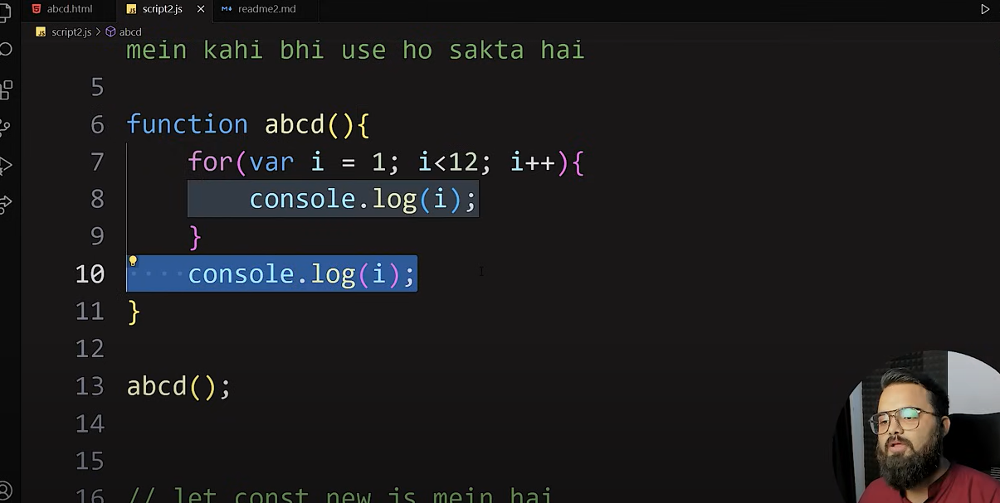 abcd.html script2.js readme2.md
script2.js > abcd
mein kahi bhi use ho sakta hai
5
6 function abcd(){
7 for(var i = 1; i<12; i++){
8 console.log(i);
9 }
10 console.log(i);
11 }
12
13 abcd();
14
15
16 // let const new js mein hai